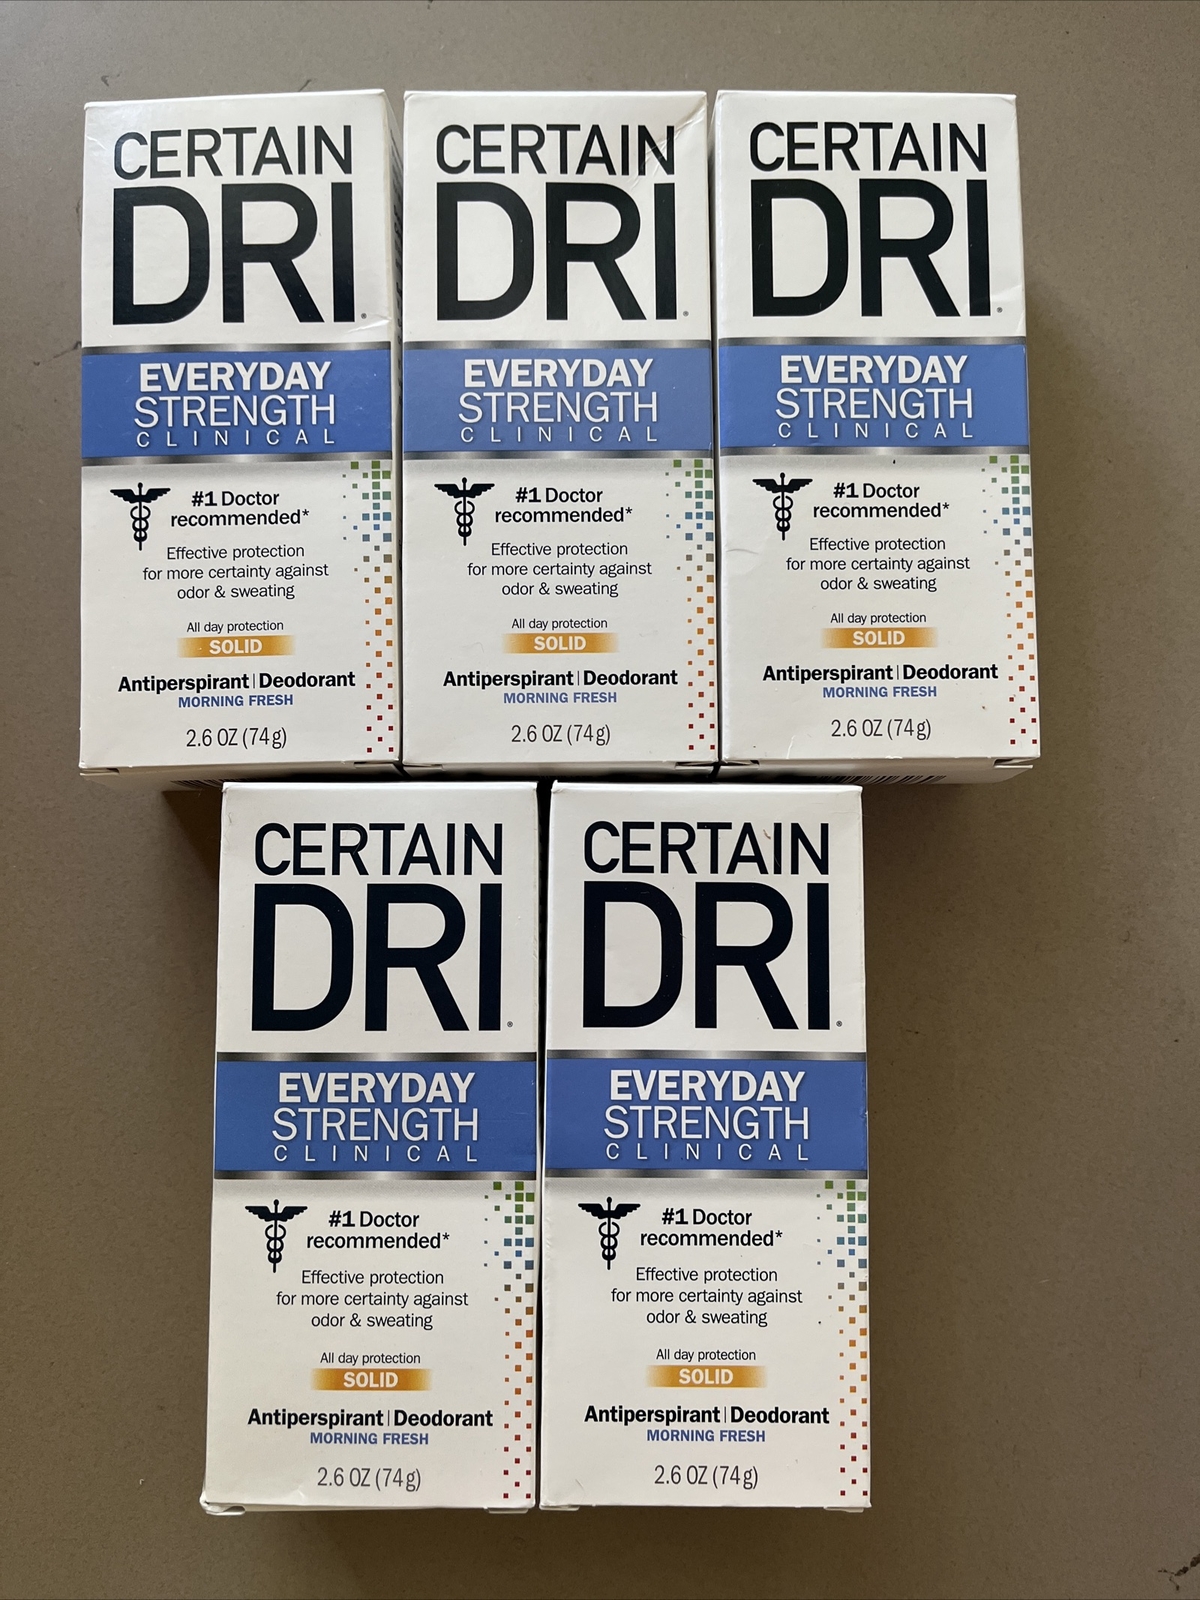 CERTAIN
DRI®
EVERYDAY
STRENGTH
CLINICAL
#1 Doctor
recommended*
Effective protection
for more certainty against
odor & sweating
All day protection
SOLID
Antiperspirant | Deodorant
MORNING FRESH
2.6 OZ (74g)
CERTAIN
DRI®
EVERYDAY
STRENGTH
CLINICAL
#1 Doctor
recommended*
Effective protection
for more certainty against
odor & sweating
All day protection
SOLID
Antiperspirant | Deodorant
MORNING FRESH
2.6 OZ (74g)
CERTAIN
DRI®
EVERYDAY
STRENGTH
CLINICAL
#1 Doctor
recommended*
Effective protection
for more certainty against
odor & sweating
All day protection
SOLID
Antiperspirant | Deodorant
MORNING FRESH
2.6 OZ (74g)
CERTAIN
DRI®
EVERYDAY
STRENGTH
CLINICAL
#1 Doctor
recommended*
Effective protection
for more certainty against
odor & sweating
All day protection
SOLID
Antiperspirant | Deodorant
MORNING FRESH
2.6 OZ (74g)
CERTAIN
DRI®
EVERYDAY
STRENGTH
CLINICAL
#1 Doctor
recommended*
Effective protection
for more certainty against
odor & sweating
All day protection
SOLID
Antiperspirant | Deodorant
MORNING FRESH
2.6 OZ (74g)